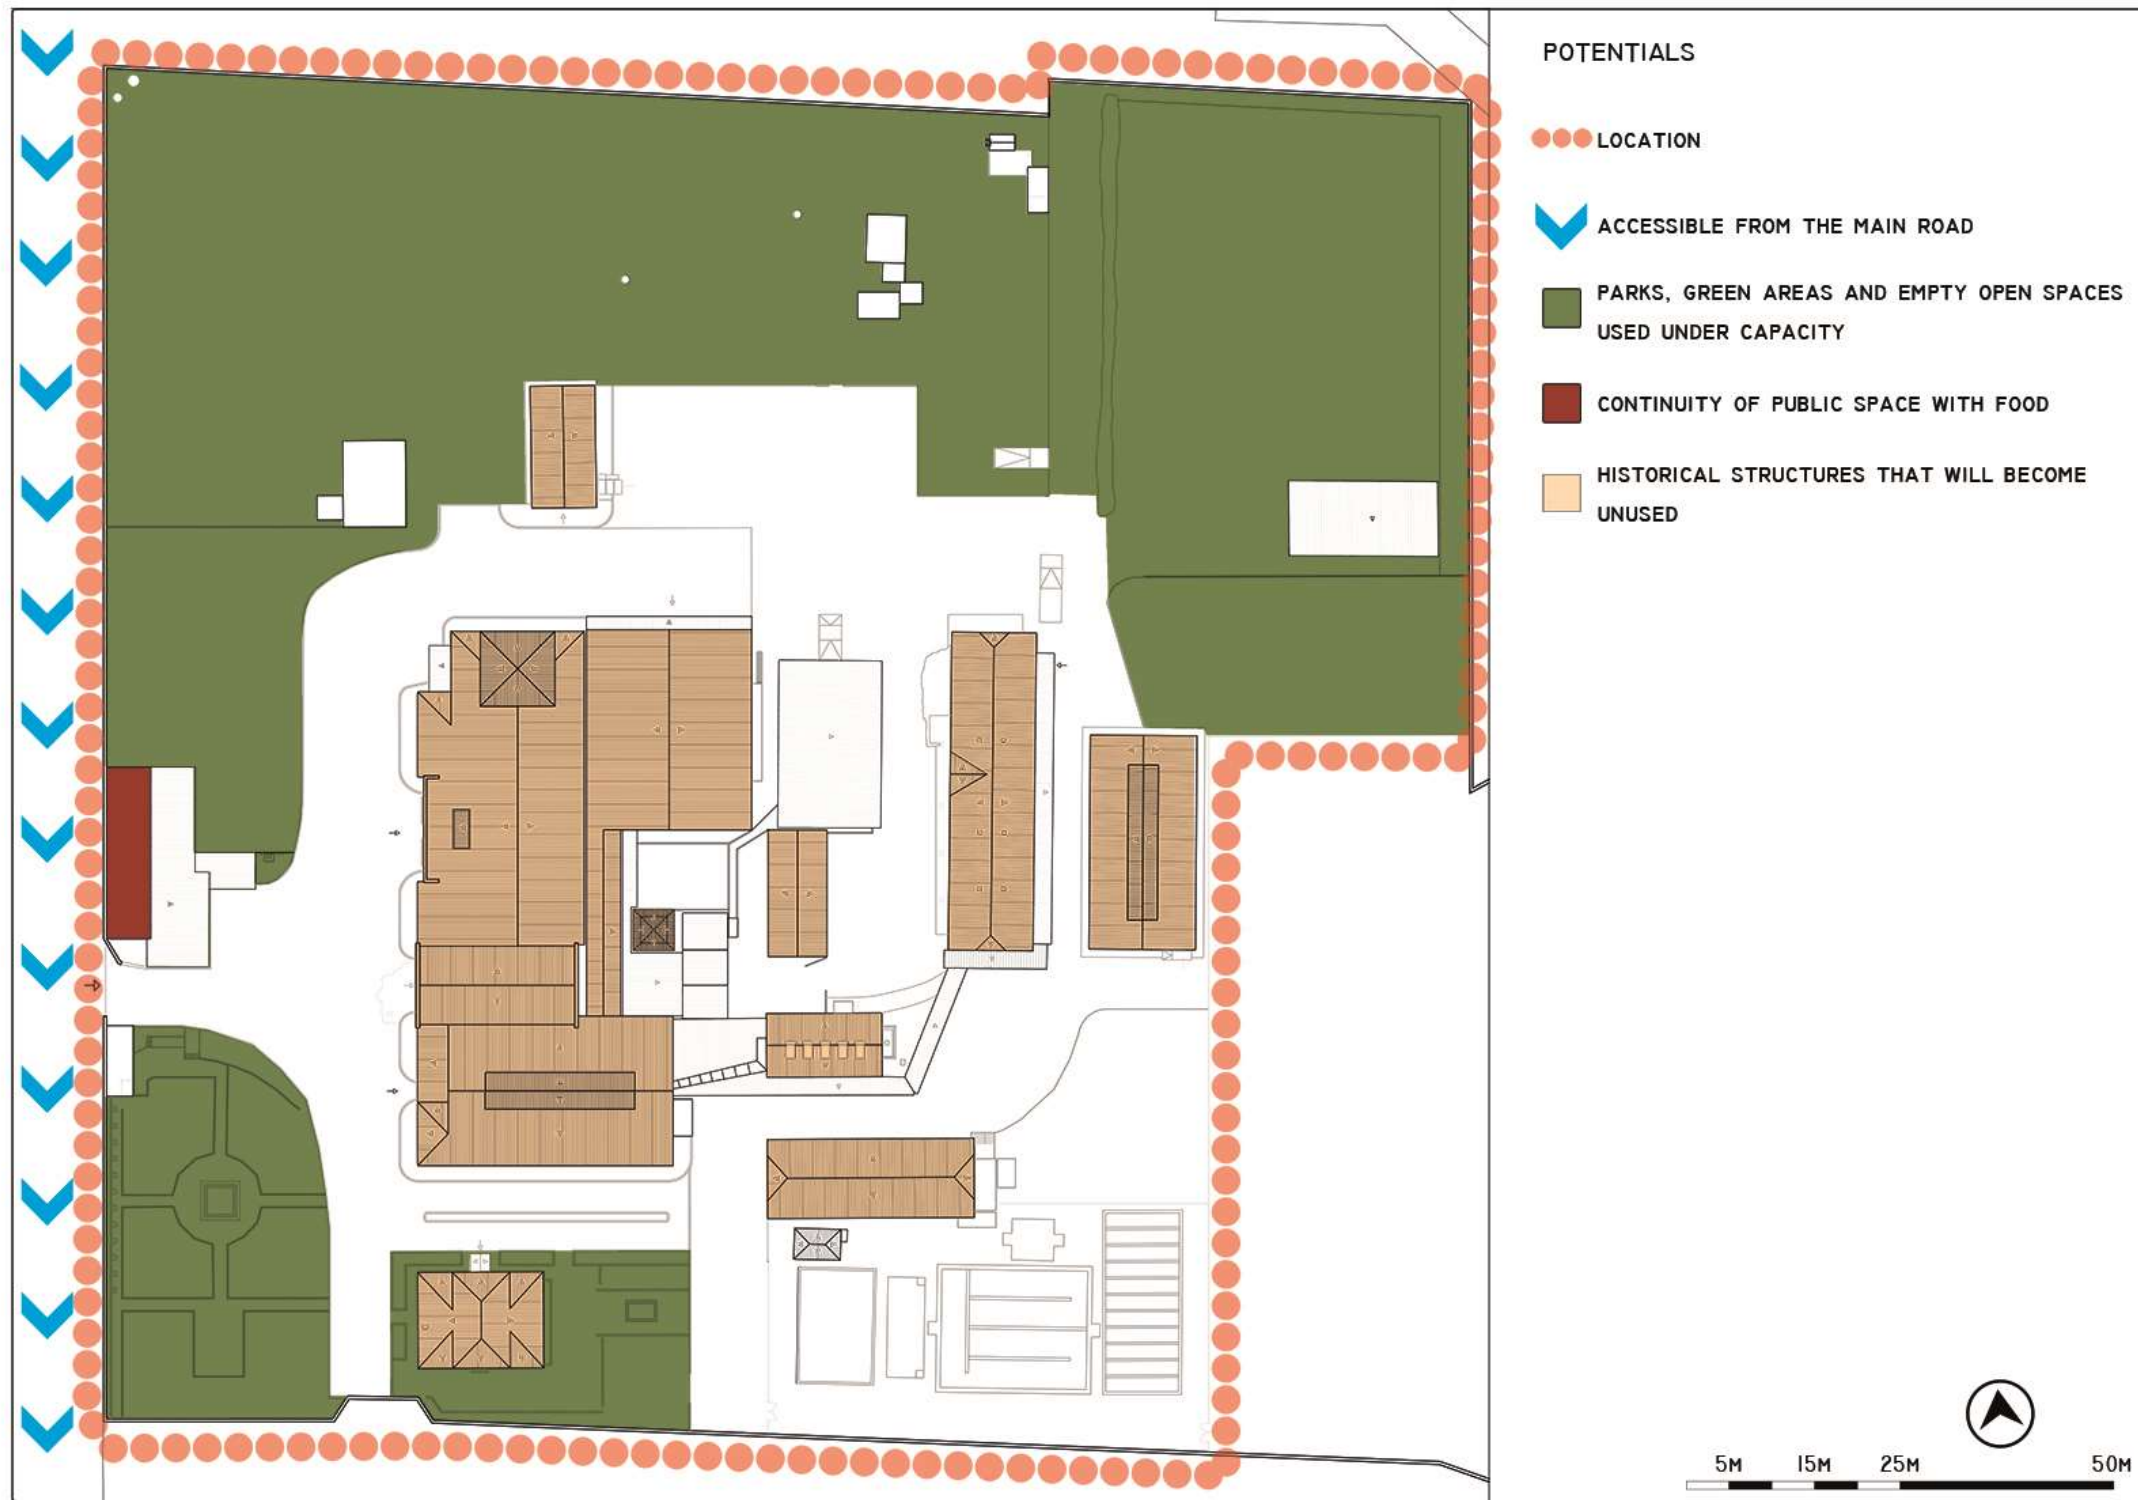 POTENTIALS
LOCATION
ACCESSIBLE FROM THE MAIN ROAD
PARKS, GREEN AREAS AND EMPTY OPEN SPACES
USED UNDER CAPACITY
CONTINUITY OF PUBLIC SPACE WITH FOOD
HISTORICAL STRUCTURES THAT WILL BECOME
UNUSED
5M 15M 25M 50M